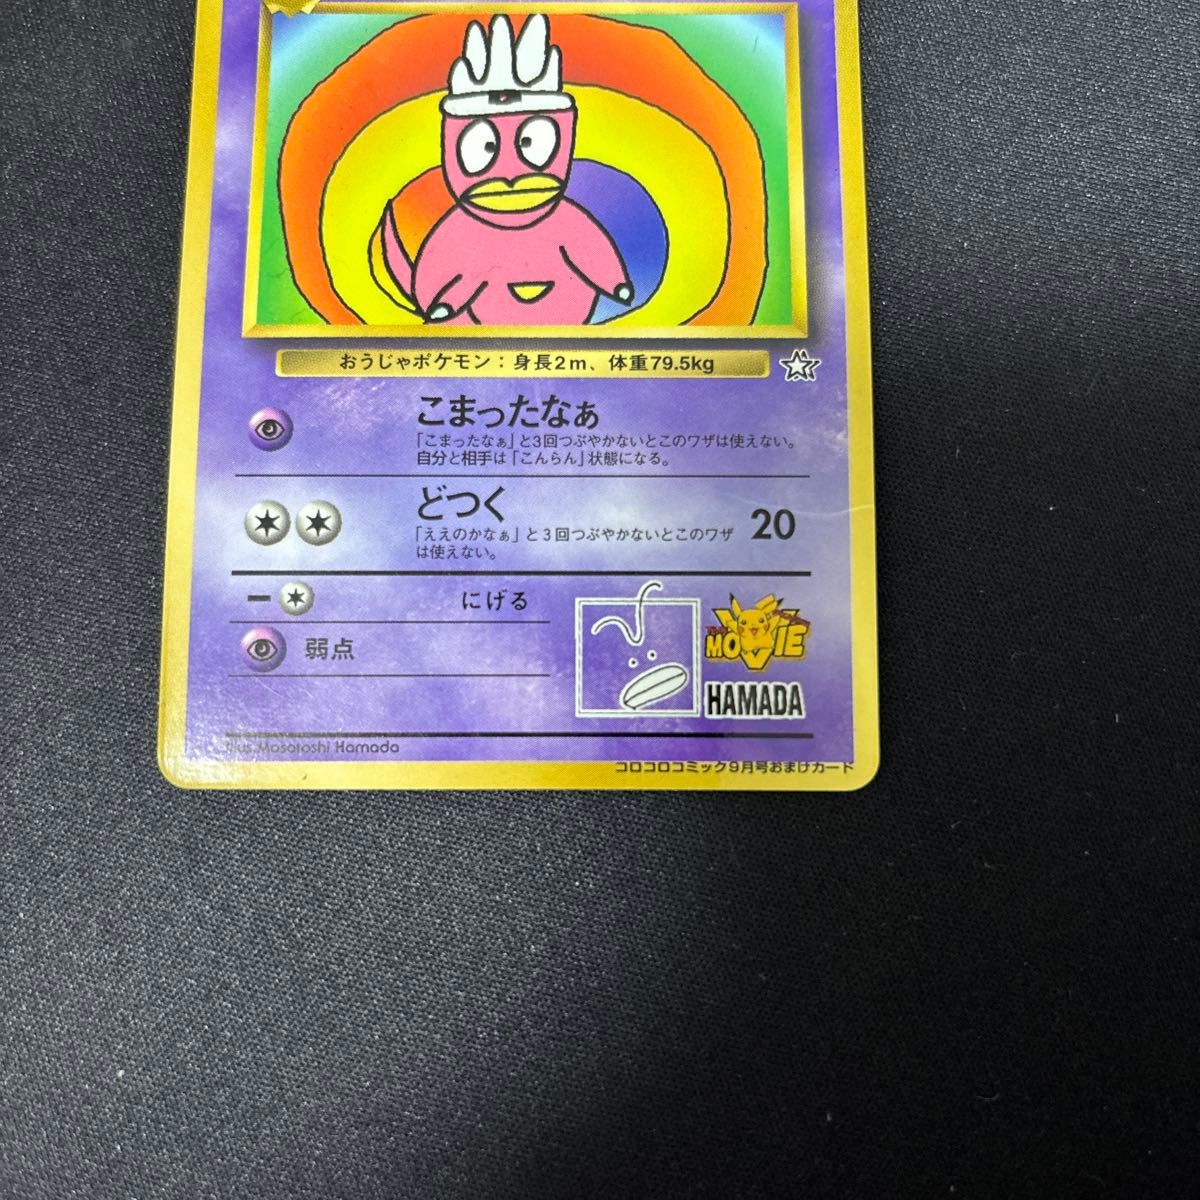 おうじゃポケモン：身長2m、体重79.5kg
こまったなぁ
「こまったなぁ」と3回つぶやかないとこのワザは使えない。
自分と相手は「こんらん」状態になる。
どつく 20
「ええのかなぁ」と3回つぶやかないとこのワザ
は使えない。
にげる
弱点
MOVIE
HAMADA
Illus.Masatoshi Hamada
コロコロコミック9月号おまけカード